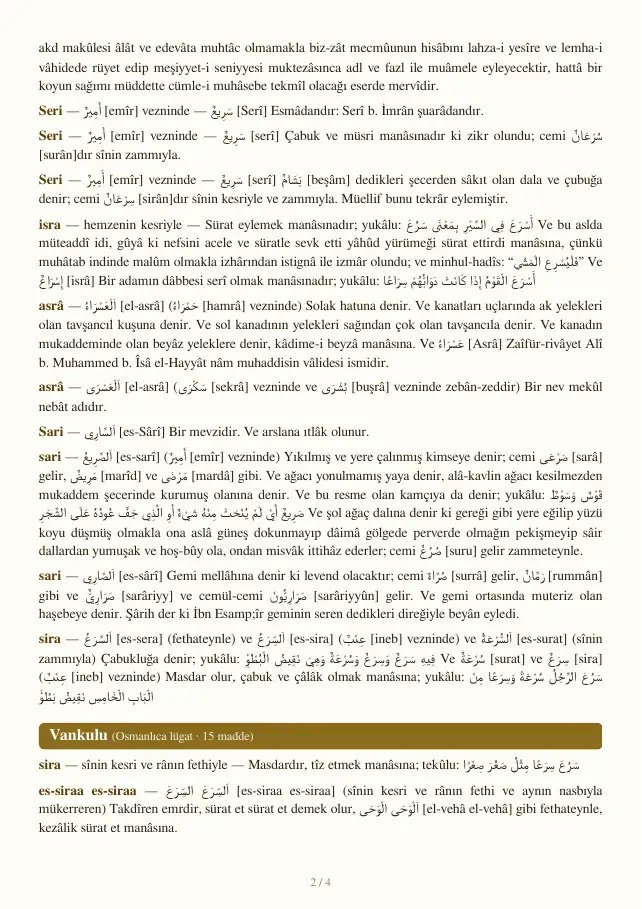 akd makûlesi âlât ve edevâta muhtâc olmamakla biz-zât mecmûunun hisâbını lahza-i yesîre ve lemha-i
vâhidede rüyet edip meşiyyet-i seniyyesi muktezâsınca adl ve fazl ile muâmele eyleyecektir, hattâ bir
koyun sağımı müddette cümle-i muhâsebe tekmîl olacağı eserde mervîdir.
Seri — أَمِيرٌ [emîr] vezninde — سَرِيعٌ [Serî] Esmâdandır: Serî b. İmrân şuarâdandır.
Seri — أَمِيرٌ [emîr] vezninde — سَرِيعٌ [serî] Çabuk ve müsri manâsınadır ki zikr olundu; cemi سُرْعَانٌ
[surân]dır sînin zammıyla.
Seri — أَمِيرٌ [emîr] vezninde — سَرِيعٌ [serî] بَشَامٌ [beşâm] dedikleri şecerden sâkıt olan dala ve çubuğa
denir; cemi سِرْعَانٌ [sirân]dır sînin kesriyle ve zammıyla. Müellif bunu tekrâr eylemiştir.
isra — hemzenin kesriyle — Sürat eylemek manâsınadır; yukâlu: أَسْرَعَ فِي السَّيْرِ بِمَعْنَى سَرُعَ Ve bu aslda
müteaddî idi, gûyâ ki nefsini acele ve süratle sevk etti yâhûd yürümeği sürat ettirdi manâsına, çünkü
muhâtab indinde malûm olmakla izhârından istignâ ile izmâr olundu; ve minhul-hadîs: “فَلْيُسْرِعِ الْمَشْيَ” Ve
إِسْرَاعٌ [isrâ] Bir adamın dâbbesi serî olmak manâsınadır; yukâlu: أَسْرَعَ الْقَوْمُ إِذَا كَانَتْ دَوَابُّهُمْ سِرَاعًا
asrâ — اَلْعَسْرَاءُ [el-asrâ] (حَمْرَاءُ [hamrâ] vezninde) Solak hatuna denir. Ve kanatları uçlarında ak yelekleri
olan tavşancıl kuşuna denir. Ve sol kanadının yelekleri sağından çok olan tavşancıla denir. Ve kanadın
mukaddeminde olan beyâz yeleklere denir, kâdime-i beyzâ manâsına. Ve عَسْرَاءُ [Asrâ] Zaîfür-rivâyet Alî
b. Muhammed b. Îsâ el-Hayyât nâm muhaddisin vâlidesi ismidir.
asrâ — اَلْعَسْرَى [el-asrâ] (سَكْرَى [sekrâ] vezninde ve بُشْرَى [buşrâ] vezninde zebân-zeddir) Bir nev mekûl
nebât adıdır.
Sari — اَلسَّارِي [es-Sârî] Bir mevzidir. Ve arslana ıtlâk olunur.
sari — اَلصَّرِيعُ [es-sarî] (أَمِيرٌ [emîr] vezninde) Yıkılmış ve yere çalınmış kimseye denir; cemi صَرْعَى [sarâ]
gelir, مَرِيضٌ [marîd] ve مَرْضَى [mardâ] gibi. Ve ağacı yonulmamış yaya denir, alâ-kavlin ağacı kesilmezden
mukaddem şecerinde kurumuş olanına denir. Ve bu resme olan kamçıya da denir; yukâlu: قَوْسٌ وَسَوْطٌ
صَرِيعٌ أَيْ لَمْ يُنْحَتْ مِنْهُ شَيْءٌ أَوِ الَّذِي جَفَّ عُودُهُ عَلَى الشَّجَرِ Ve şol ağaç dalına denir ki gereği gibi yere eğilip yüzü
koyu düşmüş olmakla ona aslâ güneş dokunmayıp dâimâ gölgede perverde olmağın pekişmeyip sâir
dallardan yumuşak ve hoş-bûy ola, ondan misvâk ittihâz ederler; cemi صُرُعٌ [suru] gelir zammeteynle.
sari — اَلصَّارِي [es-sârî] Gemi mellâhına denir ki levend olacaktır; cemi صُرَّاءٌ [surrâ] gelir, رُمَّانٌ [rummân]
gibi ve صَرَارِيُّ [sarâriyy] ve cemül-cemi صَرَارِيُّونَ [sarâriyyûn] gelir. Ve gemi ortasında muteriz olan
haşebeye denir. Şârih der ki İbn Esamp;îr geminin seren dedikleri direğiyle beyân eyledi.
sira — اَلسَّرَعُ [es-sera] (fethateynle) ve اَلسِّرَعُ [es-sira] (عِنَبٌ [ineb] vezninde) ve اَلسُّرْعَةُ [es-surat] (sînin
zammıyla) Çabukluğa denir; yukâlu: فِيهِ سَرَعٌ وَسِرَعٌ وَسُرْعَةٌ وَهِيَ نَقِيضُ الْبُطْؤِ Ve سُرْعَةٌ [surat] ve سِرَعٌ [sira]
(عِنَبٌ [ineb] vezninde) Masdar olur, çabuk ve çâlâk olmak manâsına; yukâlu: سَرُعَ الرَّجُلُ سُرْعَةً وَسِرَعًا مِنَ
الْبَابِ الْخَامِسِ نَقِيضُ بَطُؤَ
Vankulu (Osmanlıca lügat · 15 madde)
sira — sînin kesri ve rânın fethiyle — Masdardır, tîz etmek manâsına; tekûlu: سَرُعَ سِرَعًا مِثْلُ صَغُرَ صِغَرًا
es-siraa es-siraa — اَلسِّرَعَ السِّرَعَ [es-siraa es-siraa] (sînin kesri ve rânın fethi ve aynın nasbıyla
mükerreren) Takdîren emrdir, sürat et sürat et demek olur, اَلْوَحَى الْوَحَى [el-vehâ el-vehâ] gibi fethateynle,
kezâlik sürat et manâsına.
2 / 4